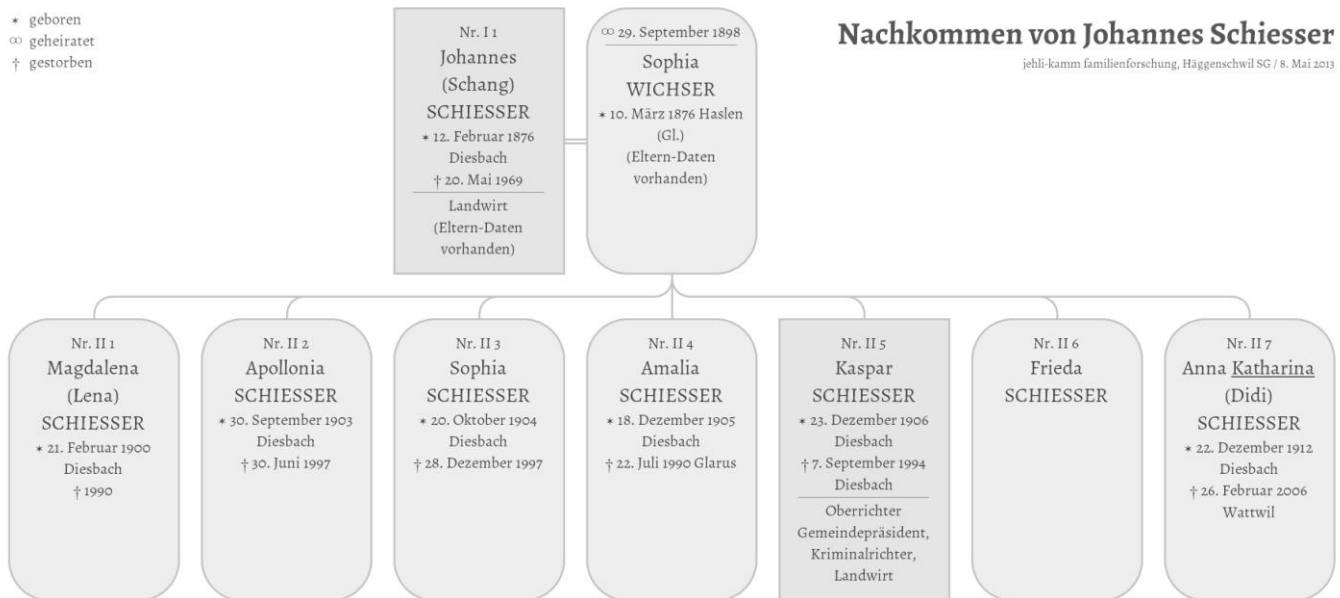 * geboren
∞ geheiratet
† gestorben
Nachkommen von Johannes Schiesser
jehli-kamm familienforschung, Häggenschwil SG / 8. Mai 2013
Nr. I 1
Johannes
(Schang)
SCHIESSER
* 12. Februar 1876
Diesbach
† 20. Mai 1969
Landwirt
(Eltern-Daten
vorhanden)
∞ 29. September 1898
Sophia
WICHSER
* 10. März 1876 Haslen
(Gl.)
(Eltern-Daten
vorhanden)
Nr. II 1
Magdalena
(Lena)
SCHIESSER
* 21. Februar 1900
Diesbach
† 1990
Nr. II 2
Apollonia
SCHIESSER
* 30. September 1903
Diesbach
† 30. Juni 1997
Nr. II 3
Sophia
SCHIESSER
* 20. Oktober 1904
Diesbach
† 28. Dezember 1997
Nr. II 4
Amalia
SCHIESSER
* 18. Dezember 1905
Diesbach
† 22. Juli 1990 Glarus
Nr. II 5
Kaspar
SCHIESSER
* 23. Dezember 1906
Diesbach
† 7. September 1994
Diesbach
Oberrichter
Gemeindepräsident,
Kriminalrichter,
Landwirt
Nr. II 6
Frieda
SCHIESSER
Nr. II 7
Anna Katharina
(Didi)
SCHIESSER
* 22. Dezember 1912
Diesbach
† 26. Februar 2006
Wattwil